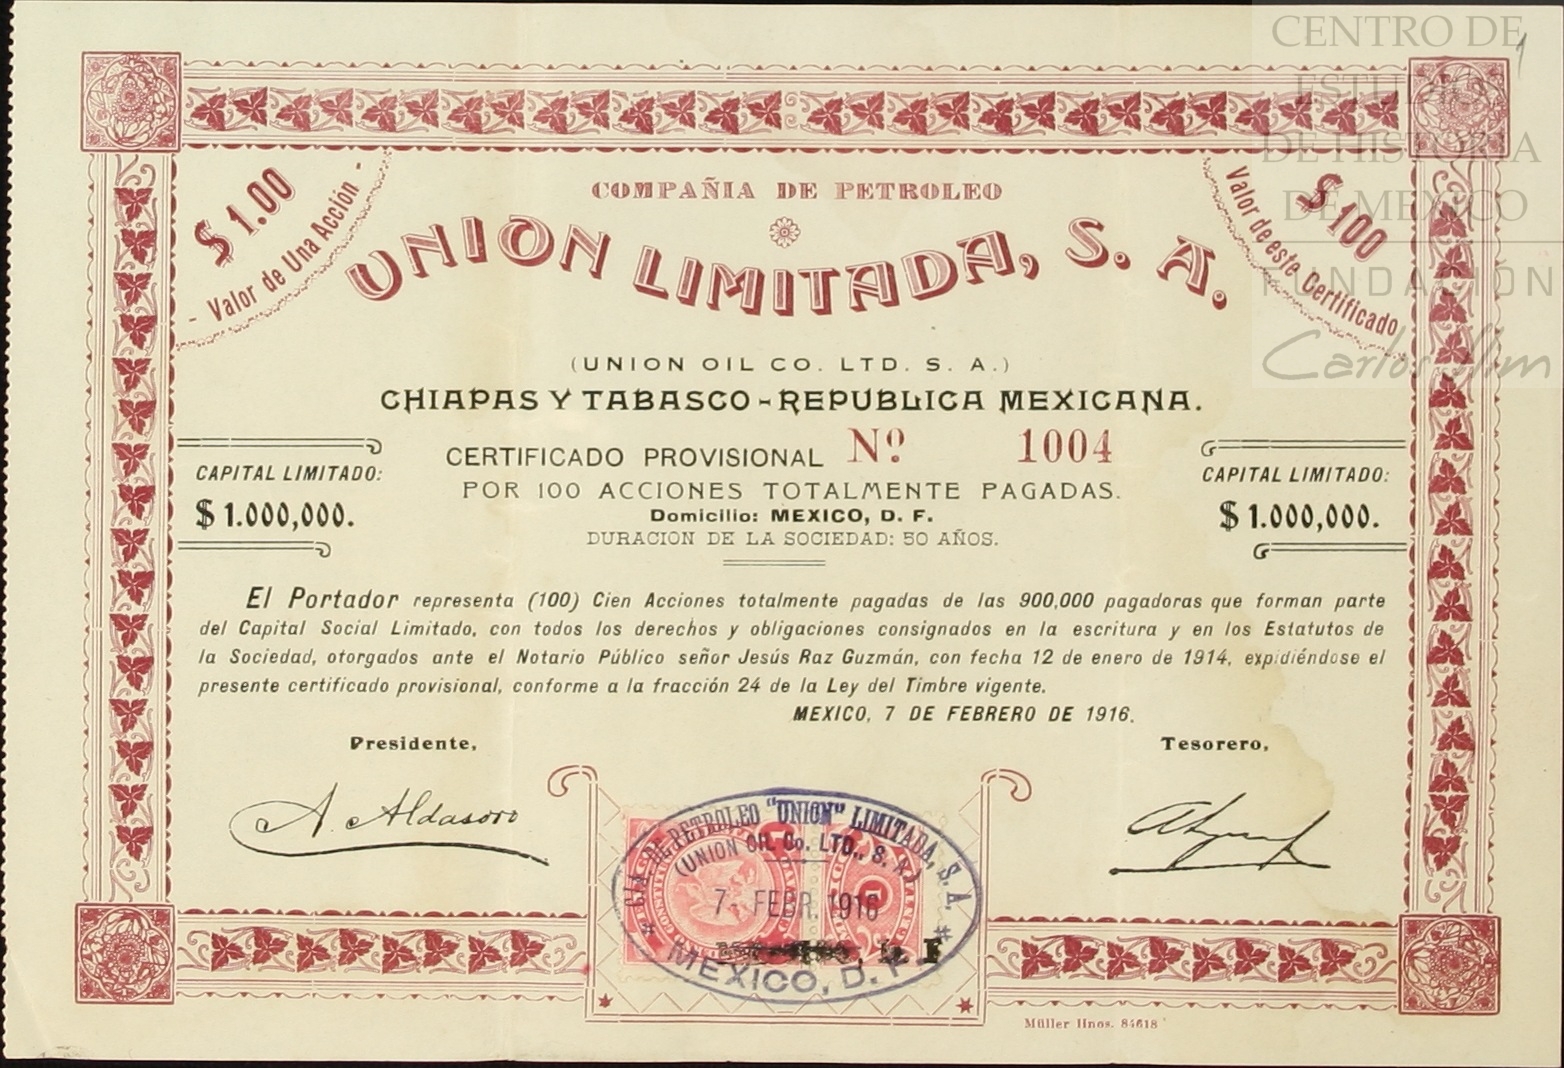 CENTRO DE
ESTUDIOS
DE HISTORIA
DE MEXICO
FUNDACIÓN
Carlos Slim
$ 1.00
- Valor de Una Acción -
$ 100
Valor de este Certificado
COMPAÑIA DE PETROLEO
UNION LIMITADA, S. A.
(UNION OIL CO. LTD. S. A.)
CHIAPAS Y TABASCO - REPUBLICA MEXICANA.
CERTIFICADO PROVISIONAL Nº 1004
POR 100 ACCIONES TOTALMENTE PAGADAS.
Domicilio: MEXICO, D. F.
DURACION DE LA SOCIEDAD: 50 AÑOS.
CAPITAL LIMITADO:
$ 1.000,000.
CAPITAL LIMITADO:
$ 1.000,000.
El Portador representa (100) Cien Acciones totalmente pagadas de las 900,000 pagadoras que forman parte
del Capital Social Limitado, con todos los derechos y obligaciones consignados en la escritura y en los Estatutos de
la Sociedad, otorgados ante el Notario Público señor Jesús Raz Guzmán, con fecha 12 de enero de 1914, expidiéndose el
presente certificado provisional, conforme a la fracción 24 de la Ley del Timbre vigente.
MEXICO, 7 DE FEBRERO DE 1916.
Presidente,
Tesorero,
A. Aldasoro
CIA. DE PETROLEO "UNION" LIMITADA, S. A.
(UNION OIL Co. LTD., S. A.)
7- FEBR. 1916
MEXICO, D. F.
Müller Hnos. 84618